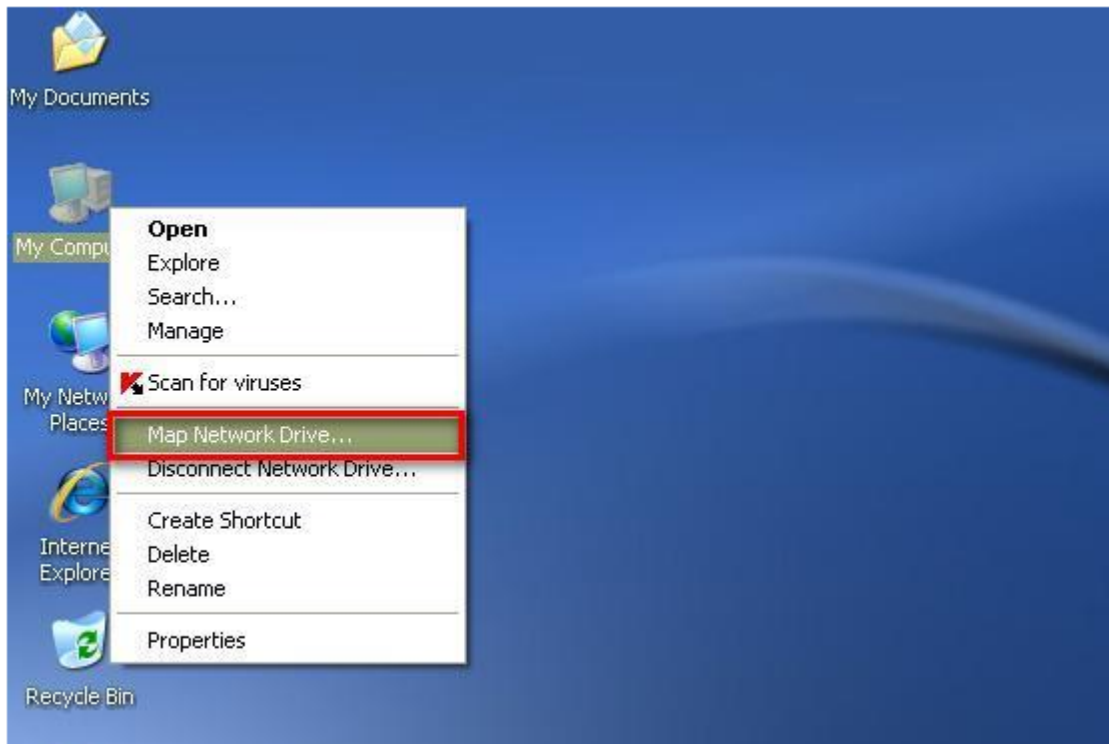 My Documents
My Compu
My Netw
Places
Interne
Explore
Recycle Bin
Open
Explore
Search...
Manage
Scan for viruses
Map Network Drive...
Disconnect Network Drive...
Create Shortcut
Delete
Rename
Properties